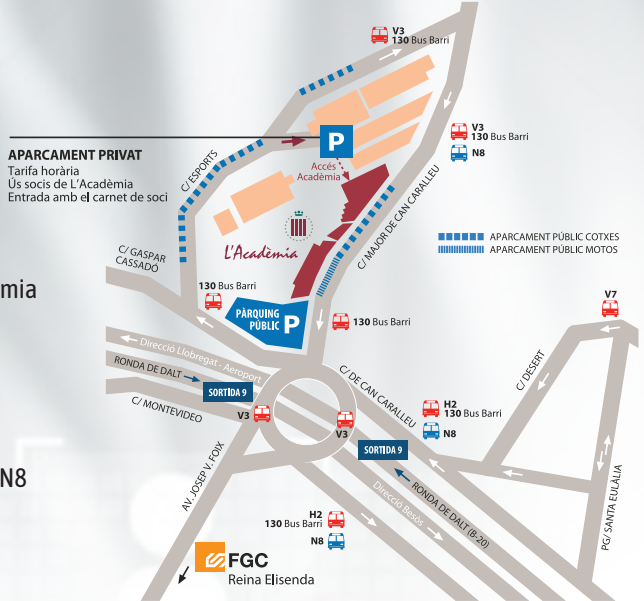 V3
130 Bus Barri
V3
130 Bus Barri
N8
P
APARCAMENT PRIVAT
Tarifa horària
Ús socis de L'Acadèmia
Entrada amb el carnet de soci
C/ ESPORTS
Accés
Acadèmia
C/ MAJOR DE CAN CARALLEU
L'Acadèmia
APARCAMENT PÚBLIC COTXES
APARCAMENT PÚBLIC MOTOS
C/ GASPAR
CASSADÓ
mia
130 Bus Barri
V7
PÀRQUING
PÚBLIC P
130 Bus Barri
Direcció Llobregat - Aeroport
RONDA DE DALT
SORTIDA 9
C/ MONTEVIDEO
V3
V3
C/ DE CAN CARALLEU
C/ DESERT
H2
130 Bus Barri
N8
SORTIDA 9
N8
AV. JOSEP V. FOIX
RONDA DE DALT (B-20)
Direcció Besòs
PG/ SANTA EULÀLIA
H2
130 Bus Barri
N8
FGC
Reina Elisenda